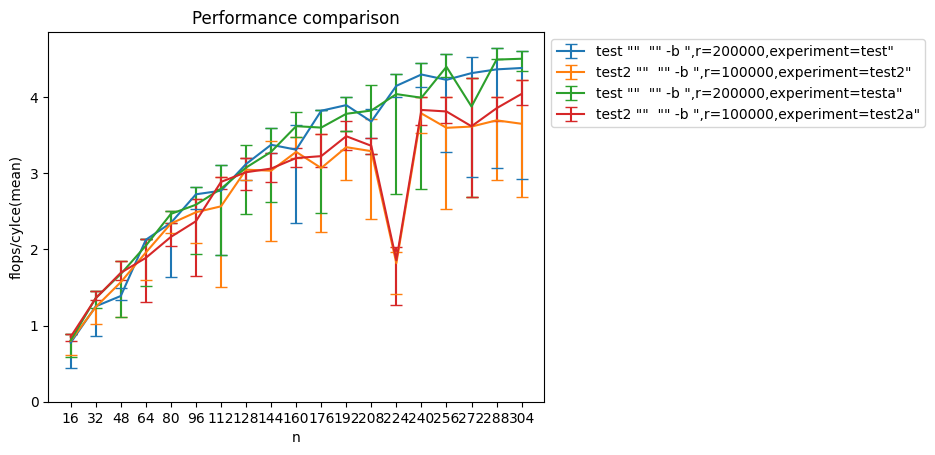 Performance comparison
test ""  "" -b ",r=200000,experiment=test"
test2 ""  "" -b ",r=100000,experiment=test2"
test ""  "" -b ",r=200000,experiment=testa"
test2 ""  "" -b ",r=100000,experiment=test2a"
flops/cylce(mean)
4
3
2
1
0
16 32 48 64 80 96 112 128 144 160 176 192 208 224 240 256 272 288 304
n